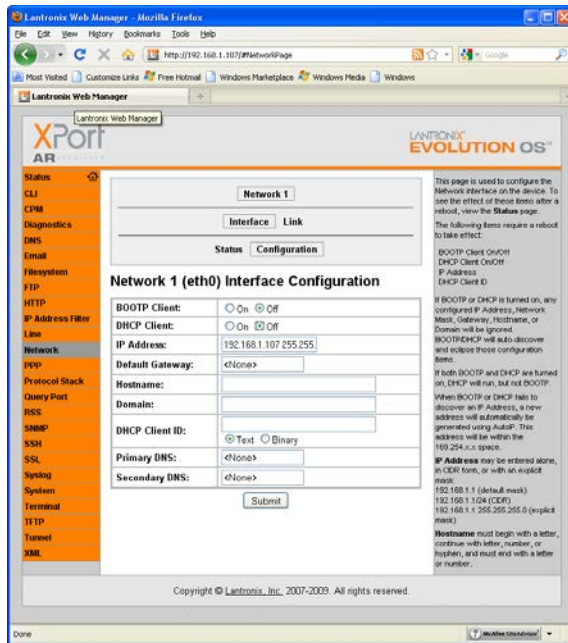 Lantronix Web Manager - Mozilla Firefox
File Edit View History Bookmarks Tools Help
http://192.168.1.107/#NetworkPage
Google
Most Visited Customize Links Free Hotmail Windows Marketplace Windows Media Windows
Lantronix Web Manager
Lantronix Web Manager
XPort
AR
LANTRONIX
EVOLUTION OS
Status
CLI
CPM
Diagnostics
DNS
Email
Filesystem
FTP
HTTP
IP Address Filter
Line
Network
PPP
Protocol Stack
Query Port
RSS
SNMP
SSH
SSL
Syslog
System
Terminal
TFTP
Tunnel
XML
Network 1
Interface Link
Status Configuration
Network 1 (eth0) Interface Configuration
BOOTP Client: On Off
DHCP Client: On Off
IP Address: 192.168.1.107 255.255.
Default Gateway: <None>
Hostname:
Domain:
DHCP Client ID:
Text Binary
Primary DNS: <None>
Secondary DNS: <None>
Submit
This page is used to configure the
Network interface on the device. To
see the effect of these items after a
reboot, view the Status page.
The following items require a reboot
to take effect:
BOOTP Client On/Off
DHCP Client On/Off
IP Address
DHCP Client ID
If BOOTP or DHCP is turned on, any
configured IP Address, Network
Mask, Gateway, Hostname, or
Domain will be ignored.
BOOTP/DHCP will auto-discover
and eclipse those configuration
items.
If both BOOTP and DHCP are turned
on, DHCP will run, but not BOOTP.
When BOOTP or DHCP fails to
discover an IP Address, a new
address will automatically be
generated using AutoIP. This
address will be within the
169.254.x.x space.
IP Address may be entered alone,
in CIDR form, or with an explicit
mask:
192.168.1.1 (default mask)
192.168.1.1/24 (CIDR)
192.168.1.1 255.255.255.0 (explicit
mask)
Hostname must begin with a letter,
continue with letter, number, or
hyphen, and must end with a letter
or number.
Copyright © Lantronix, Inc. 2007-2009. All rights reserved.
Done
McAfee SiteAdvisor